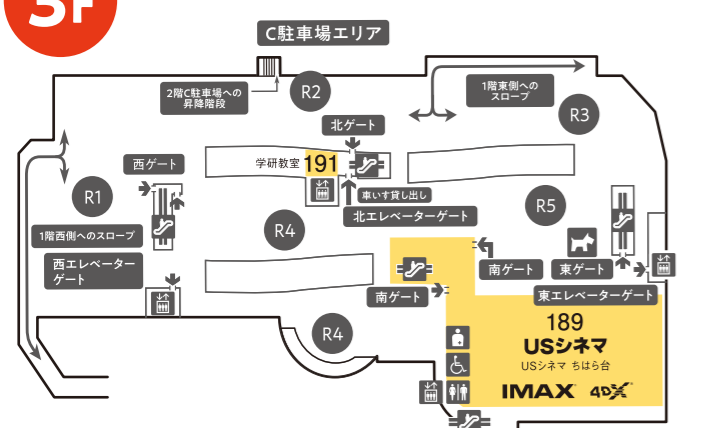 3F
C駐車場エリア
2階C駐車場への
昇降階段
R2
1階東側への
スロープ
R3
北ゲート
西ゲート
学研教室 191
車いす貸し出し
北エレベーターゲート
R1
R5
R4
1階西側へのスロープ
西エレベーター
ゲート
南ゲート
東ゲート
南ゲート
東エレベーターゲート
R4
189
USシネマ
USシネマ ちはら台
IMAX 4DX